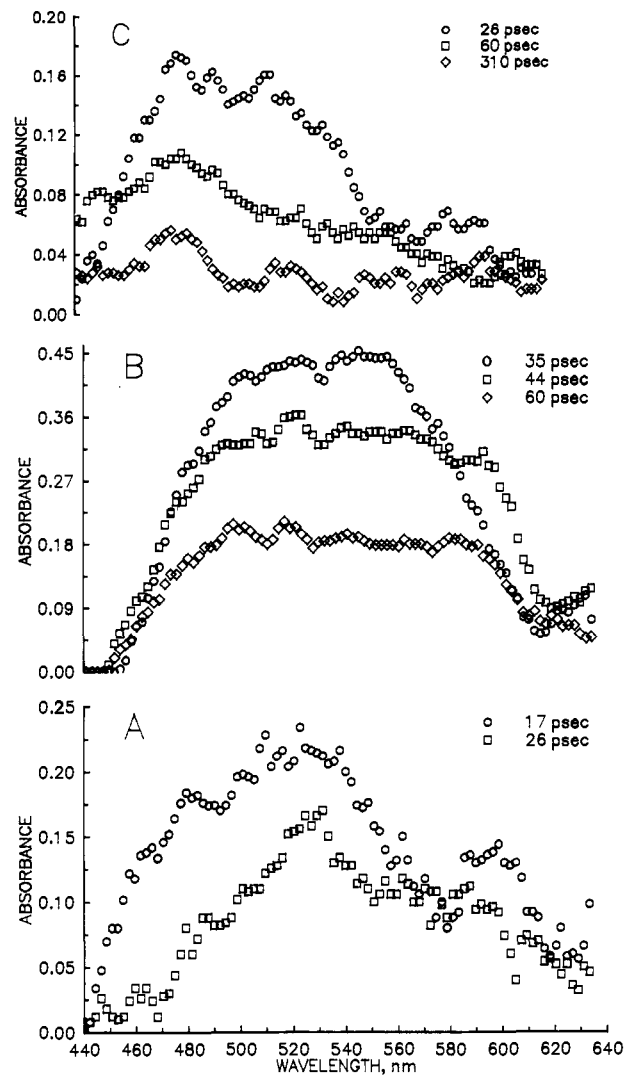 C
26 psec
60 psec
310 psec
0.20
0.16
0.12
0.08
0.04
0.00
ABSORBANCE
B
35 psec
44 psec
60 psec
0.45
0.36
0.27
0.18
0.09
0.00
ABSORBANCE
A
17 psec
26 psec
0.25
0.20
0.15
0.10
0.05
0.00
ABSORBANCE
440 460 480 500 520 540 560 580 600 620 640
WAVELENGTH, nm